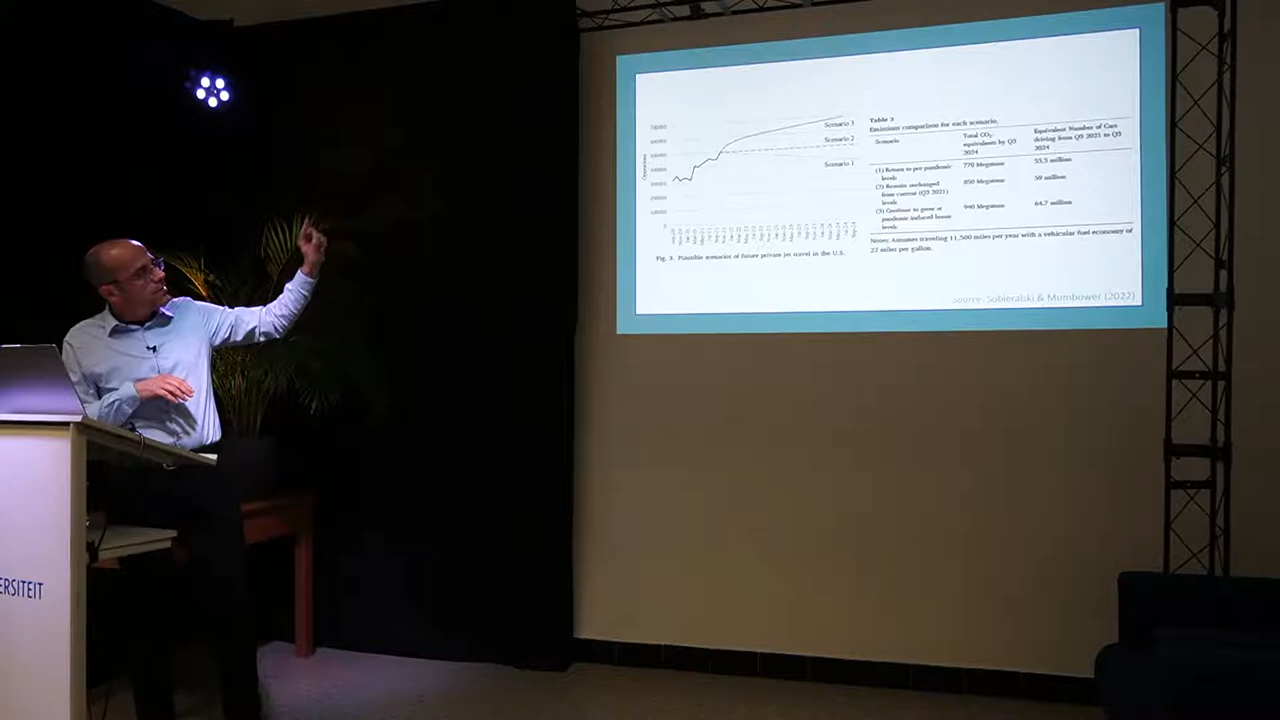 Scenario 3
Scenario 2
Scenario 1
Operations
Fig. 3. Plausible scenarios of future private jet travel in the U.S.
Table 3
Emissions comparison for each scenario.
Scenario
Total CO2
equivalents by Q3
2024
Equivalent Number of Cars
driving from Q3 2021 to Q3
2024
(1) Return to pre-pandemic
levels
770 Megatons
53.3 million
(2) Remain unchanged
from current (Q3 2021)
levels
850 Megatons
59 million
(3) Continue to grow at
pandemic induced boom
levels
940 Megatons
64.7 million
Notes: Assumes traveling 11,500 miles per year with a vehicular fuel economy of
22 miles per gallon.
Source: Sobieralski & Mumbower (2022)
ERSITEIT